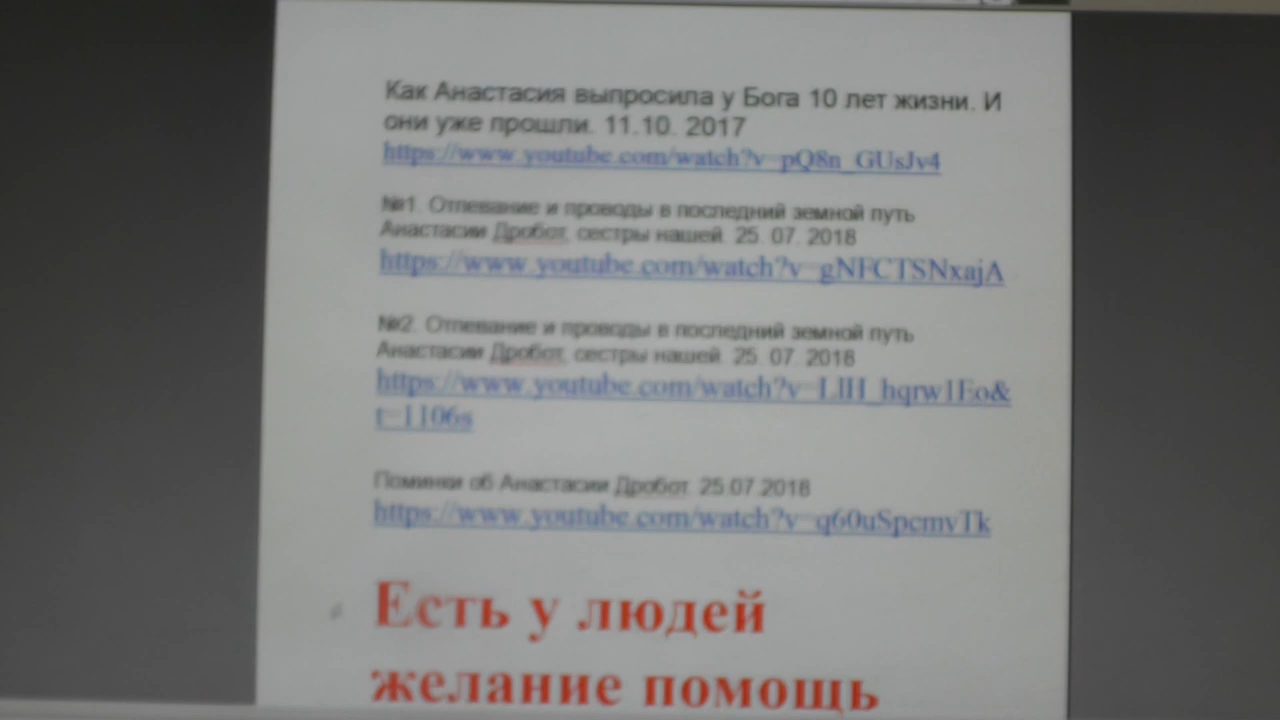 Как Анастасия выпросила у Бога 10 лет жизни. И
они уже прошли. 11.10. 2017
https://www.youtube.com/watch?v=pQ8n_GUsJv4
№1. Отпевание и проводы в последний земной путь
Анастасии Дробот, сестры нашей. 25. 07. 2018
https://www.youtube.com/watch?v=gNFCTSNxajA
№2. Отпевание и проводы в последний земной путь
Анастасии Дробот, сестры нашей. 25. 07. 2018
https://www.youtube.com/watch?v=LlH_hqrw1Eo&
t=1106s
Поминки об Анастасии Дробот. 25.07.2018
https://www.youtube.com/watch?v=q60uSpcmvTk
Есть у людей
желание помощь